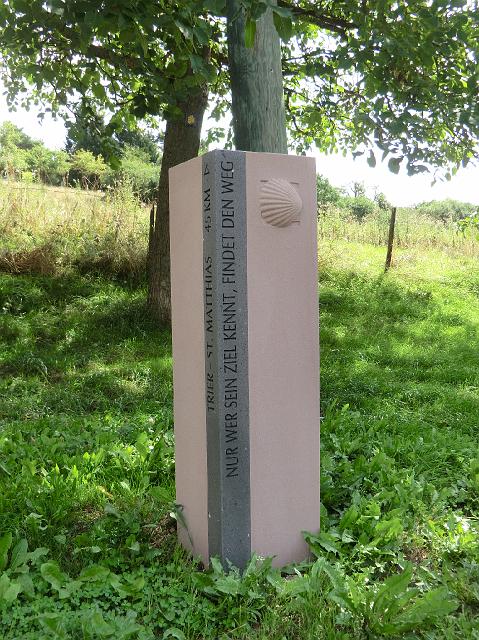 TRIER – ST. MATTHIAS 45 KM
NUR WER SEIN ZIEL KENNT, FINDET DEN WEG